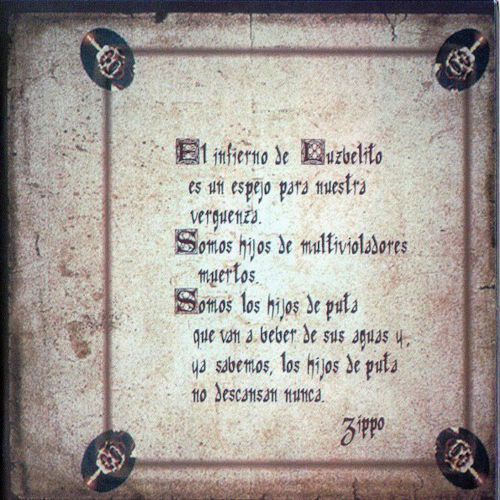 El infierno de Luzbelito
es un espejo para nuestra
verguenza.
Somos hijos de multivioladores
muertos.
Somos los hijos de puta
que van a beber de sus aguas y,
ya sabemos, los hijos de puta
no descansan nunca.
Zippo